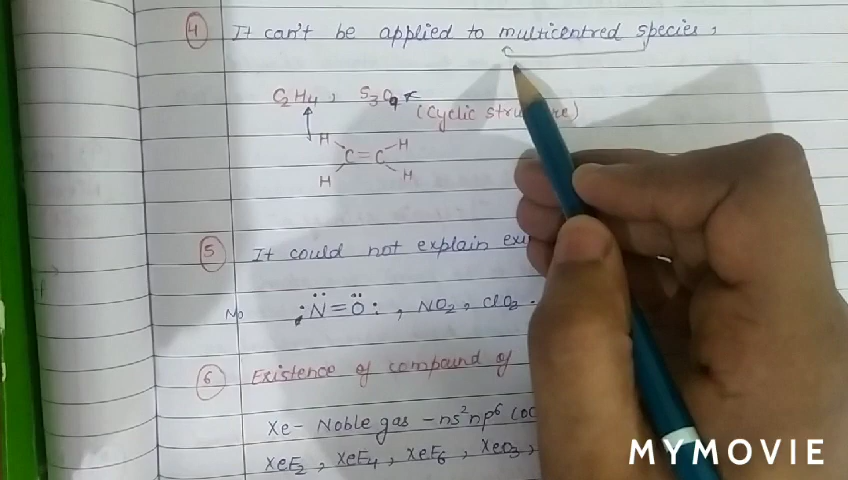 ④ It can't be applied to multicentred species,
C₂H₄, S₃O₉
(Cyclic structure)
H H
C=C
H H
⑤ It could not explain
No :N̈=Ö: , NO₂, ClO₂.
⑥ Existence of compound of
Xe- Noble gas - ns²np⁶
XeF₂, XeF₄, XeF₆, XeO₃,
MYMOVIE